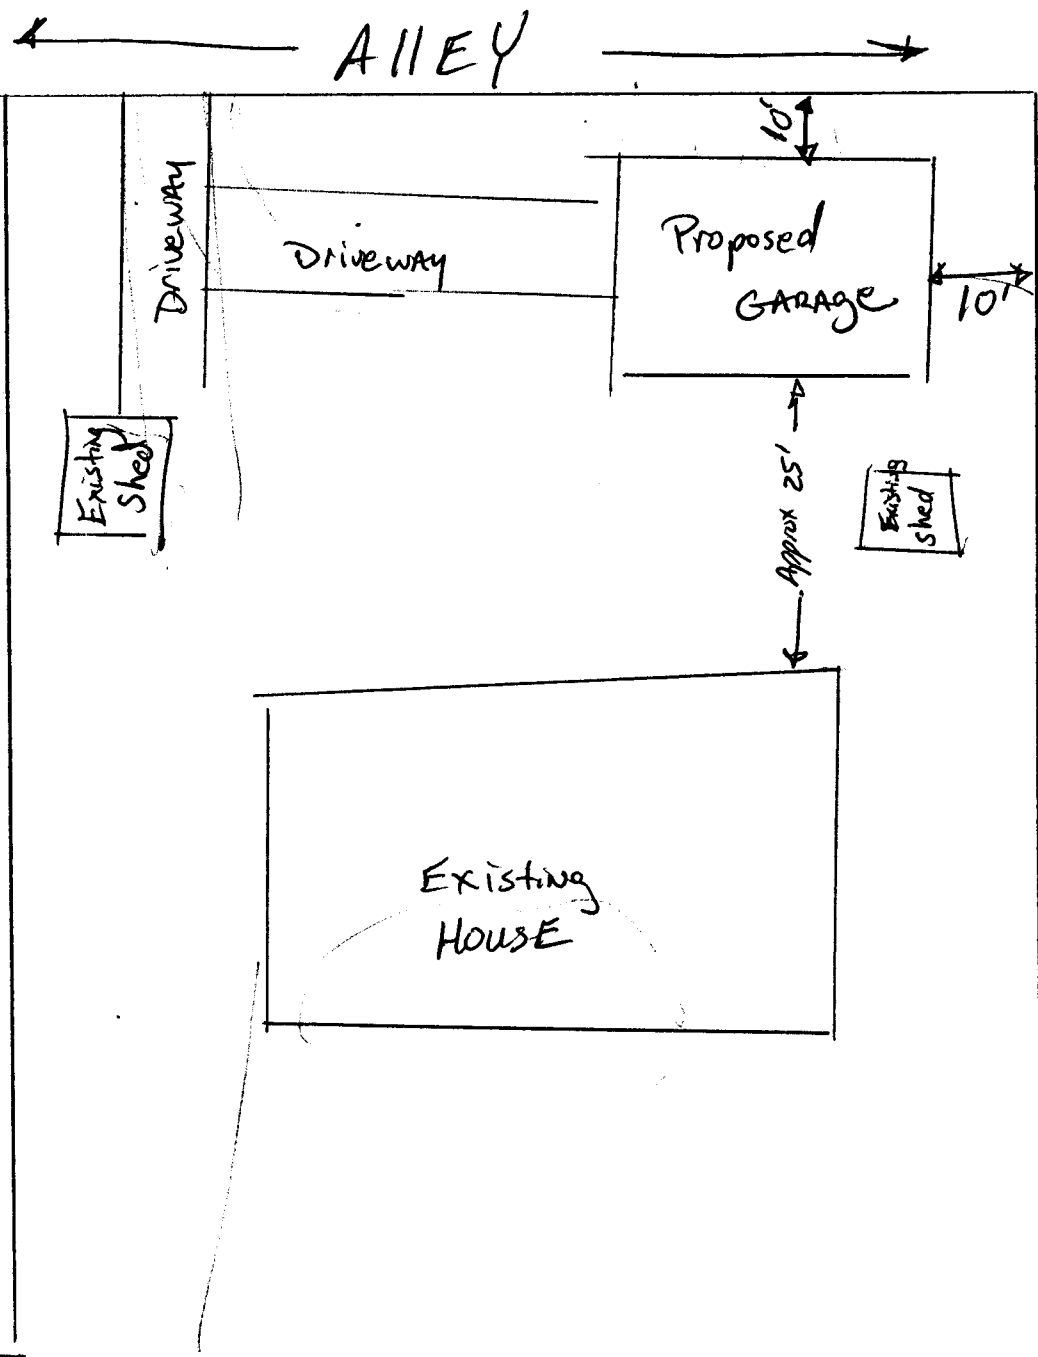 AllEY
10'
Driveway
Driveway
Proposed
GARAge
10'
Existing
Shed
Approx 25'
Existing
shed
Existing
HOUSE